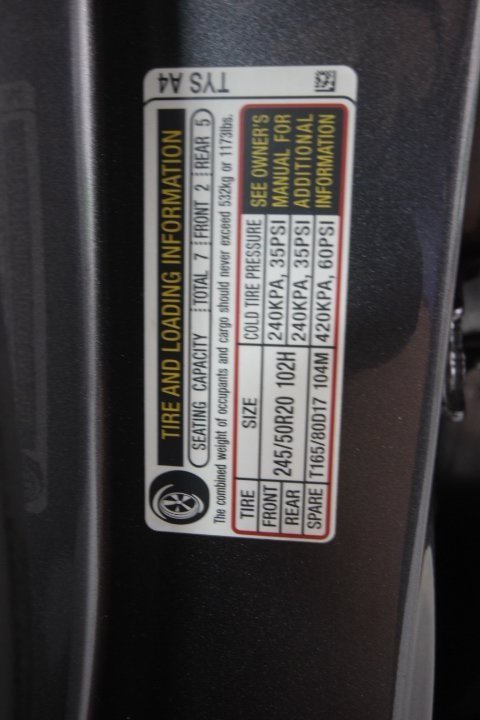 TYS A4
TIRE AND LOADING INFORMATION
SEATING CAPACITY TOTAL 7 FRONT 2 REAR 5
The combined weight of occupants and cargo should never exceed 532kg or 1173lbs.
TIRE SIZE COLD TIRE PRESSURE
FRONT 245/50R20 102H 240KPA, 35PSI
REAR 240KPA, 35PSI
SPARE T165/80D17 104M 420KPA, 60PSI
SEE OWNER'S
MANUAL FOR
ADDITIONAL
INFORMATION